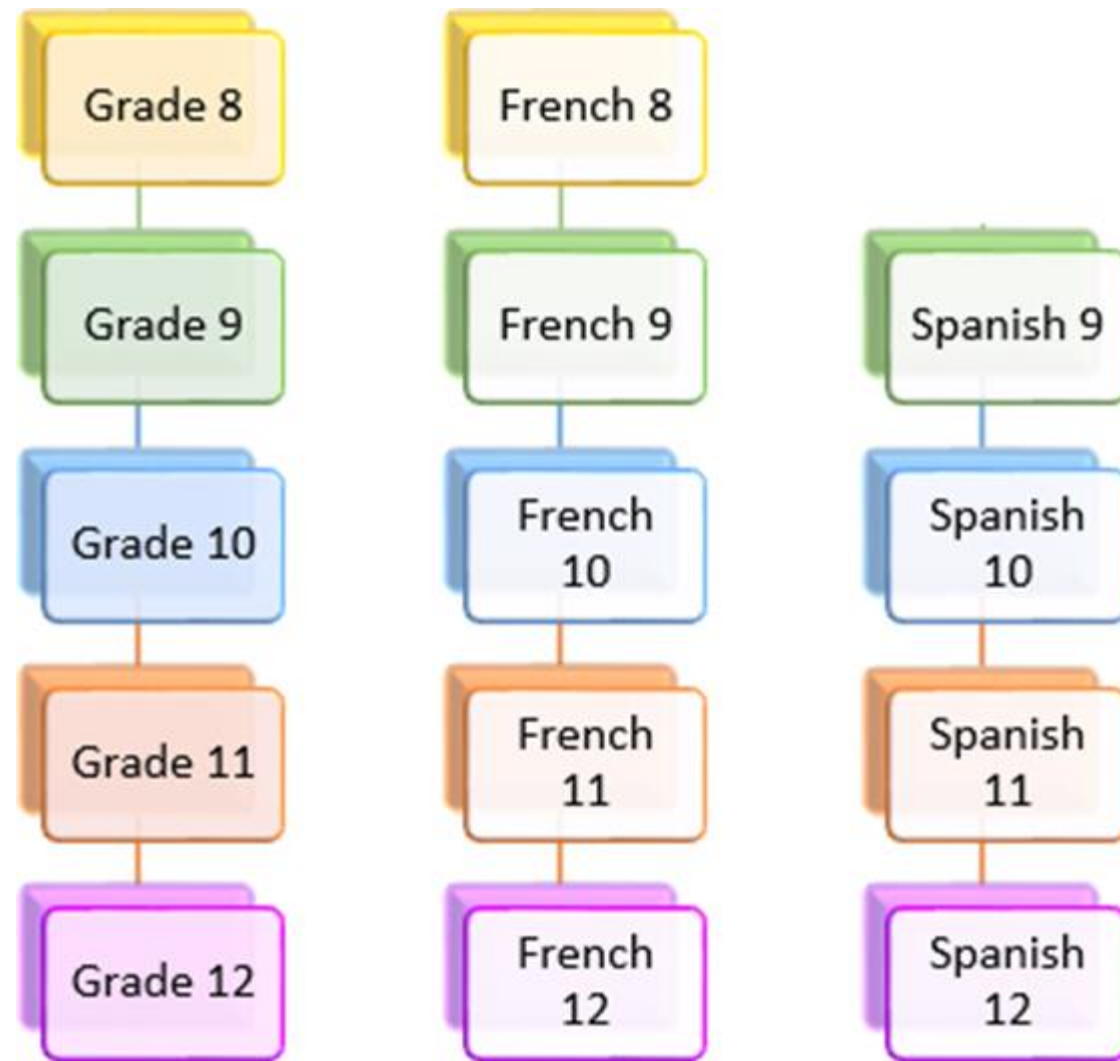 Grade 8
French 8
Grade 9
French 9
Spanish 9
Grade 10
French
10
Spanish
10
Grade 11
French
11
Spanish
11
Grade 12
French
12
Spanish
12